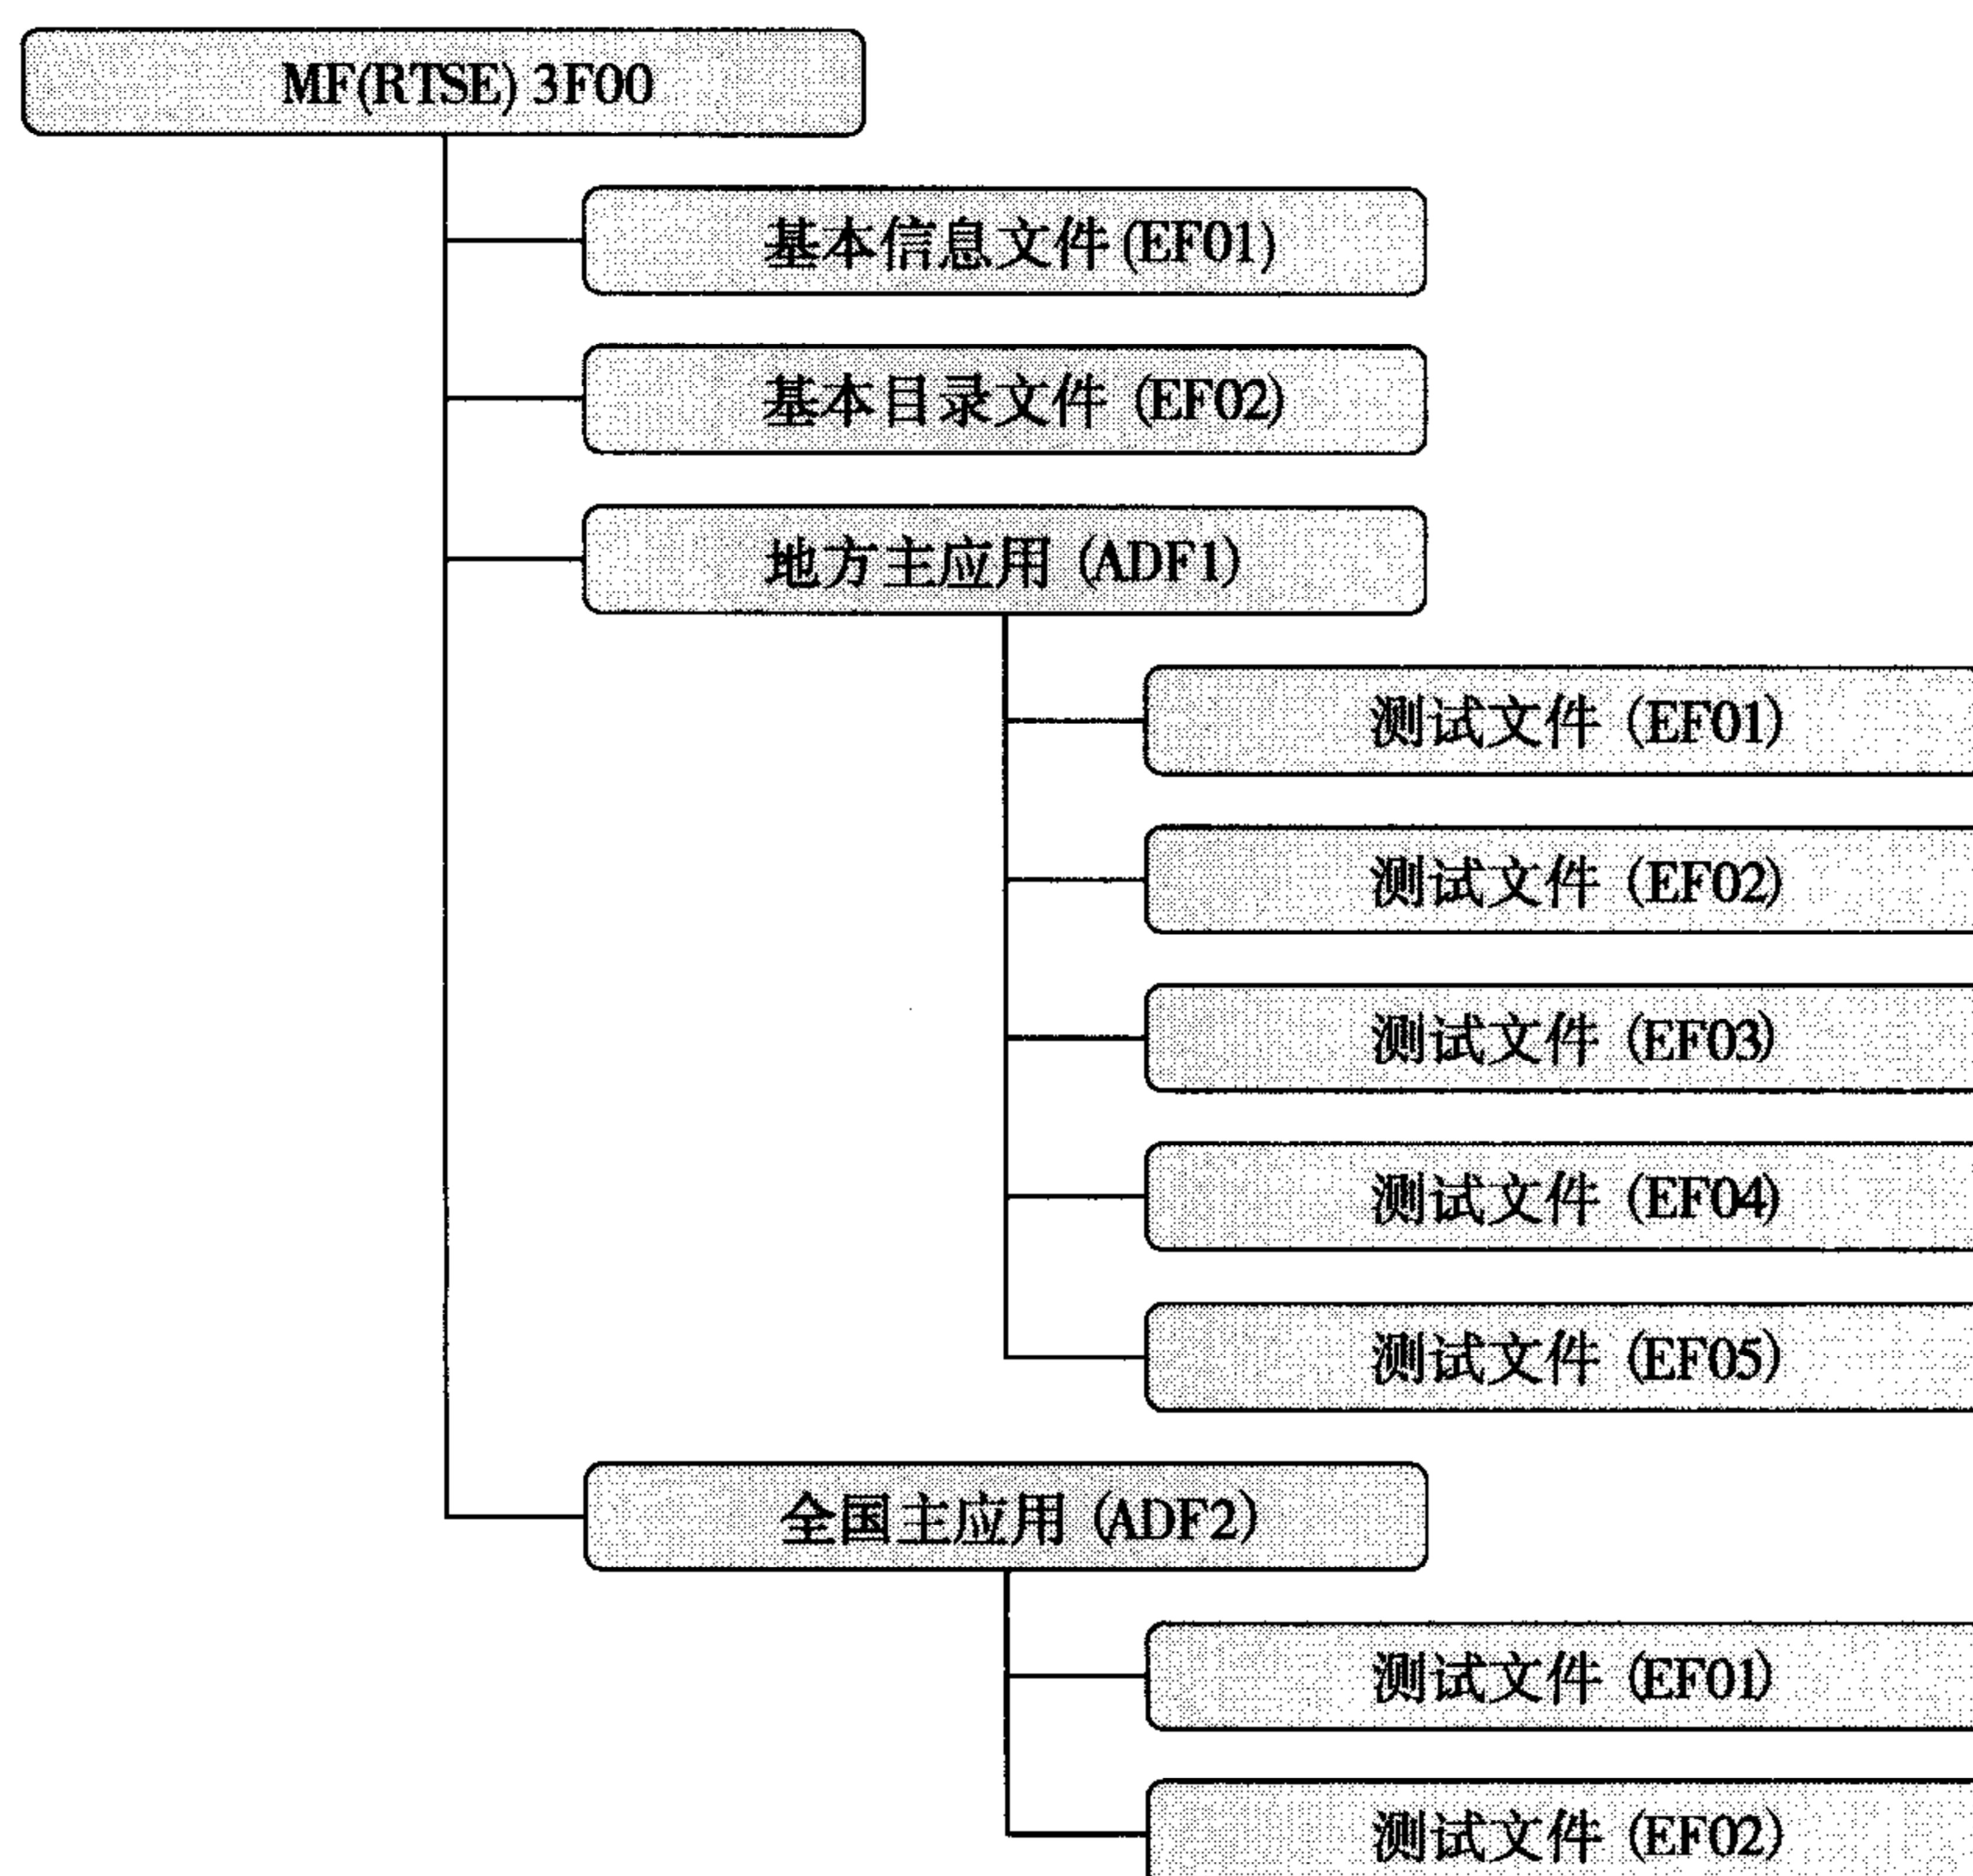 MF(RTSE) 3F00
基本信息文件(EF01)
基本目录文件 (EF02)
地方主应用 (ADF1)
测试文件 (EF01)
测试文件 (EF02)
测试文件 (EF03)
测试文件 (EF04)
测试文件 (EF05)
全国主应用 (ADF2)
测试文件 (EF01)
测试文件 (EF02)